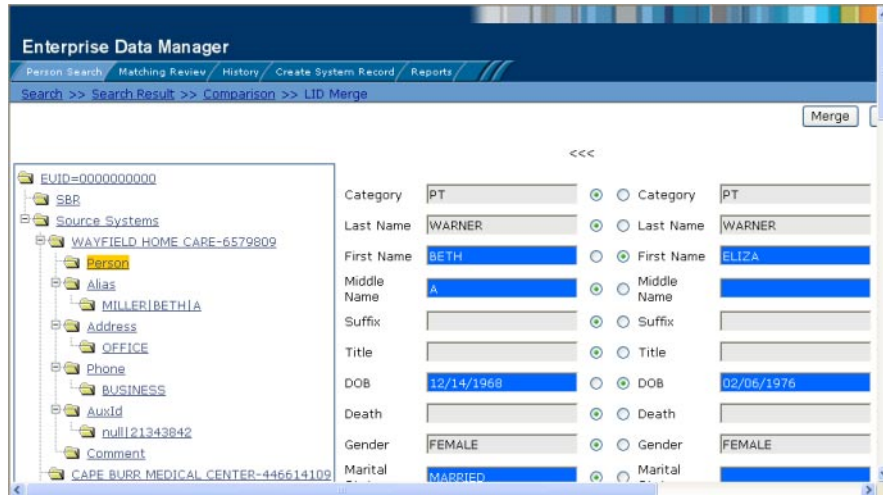 Enterprise Data Manager
Person Search Matching Review History Create System Record Reports
Search >> Search Result >> Comparison >> LID Merge
Merge
<<<
EUID=0000000000
SBR
Source Systems
WAYFIELD HOME CARE-6579809
Person
Alias
MILLER|BETH|A
Address
OFFICE
Phone
BUSINESS
AuxId
null|21343842
Comment
CAPE BURR MEDICAL CENTER-446614109
Category PT Category PT
Last Name WARNER Last Name WARNER
First Name BETH First Name ELIZA
Middle Name A Middle Name
Suffix Suffix
Title Title
DOB 12/14/1968 DOB 02/06/1976
Death Death
Gender FEMALE Gender FEMALE
Marital MARRIED Marital